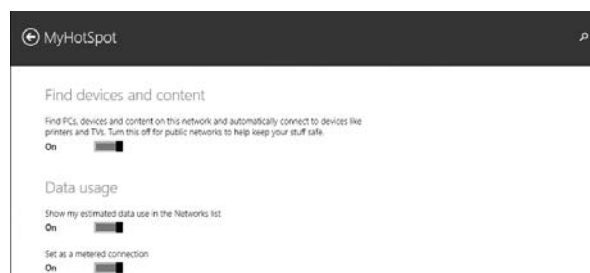 MyHotSpot
Find devices and content
Find PCs, devices and content on this network and automatically connect to devices like
printers and TVs. Turn this off for public networks to help keep your stuff safe.
On
Data usage
Show my estimated data use in the Networks list
On
Set as a metered connection
On